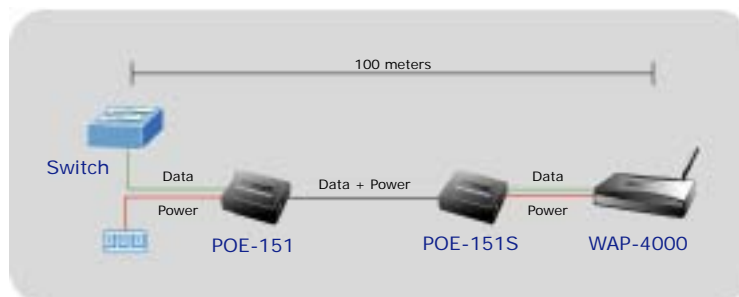 100 meters
Switch
Data
Power
Data + Power
Data
Power
POE-151
POE-151S
WAP-4000